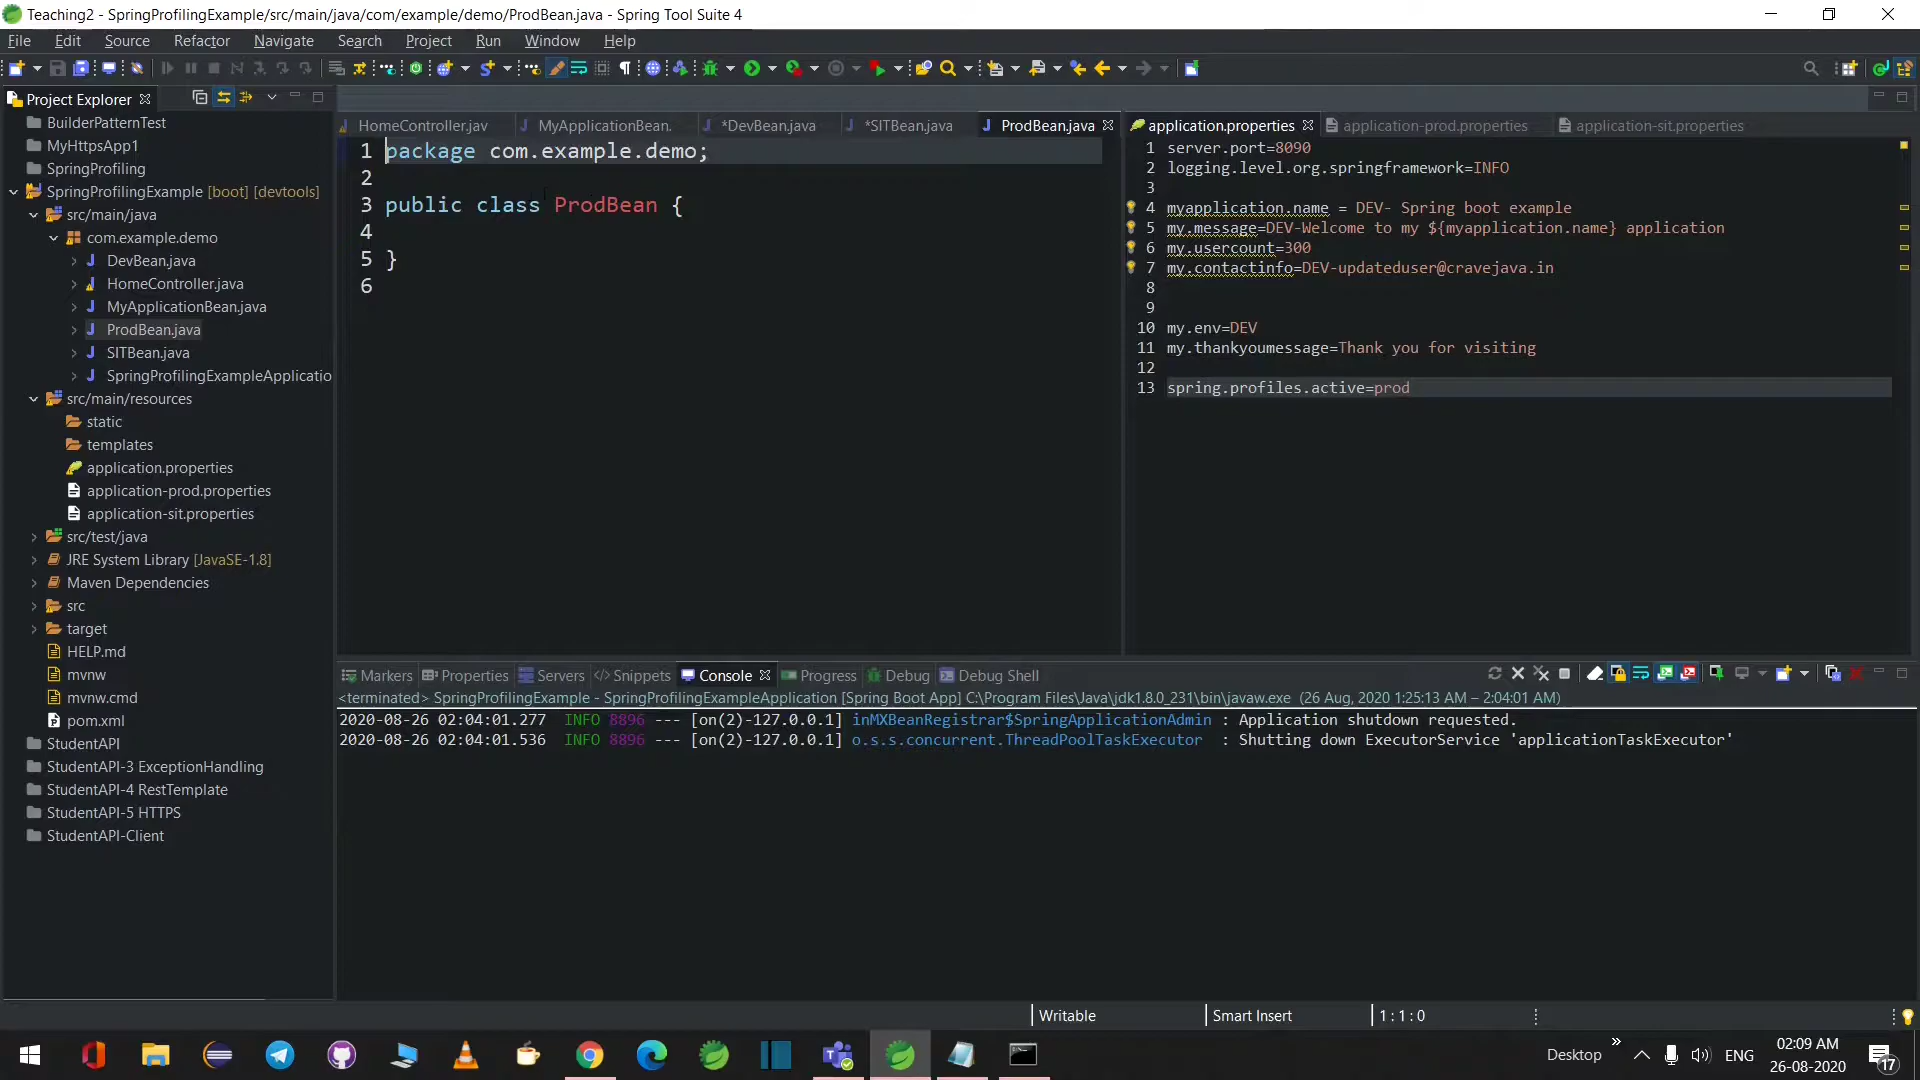 Teaching2 - SpringProfilingExample/src/main/java/com/example/demo/ProdBean.java - Spring Tool Suite 4
File Edit Source Refactor Navigate Search Project Run Window Help
Project Explorer
BuilderPatternTest
MyHttpsApp1
SpringProfiling
SpringProfilingExample [boot] [devtools]
src/main/java
com.example.demo
DevBean.java
HomeController.java
MyApplicationBean.java
ProdBean.java
SITBean.java
SpringProfilingExampleApplicatio
src/main/resources
static
templates
application.properties
application-prod.properties
application-sit.properties
src/test/java
JRE System Library [JavaSE-1.8]
Maven Dependencies
src
target
HELP.md
mvnw
mvnw.cmd
pom.xml
StudentAPI
StudentAPI-3 ExceptionHandling
StudentAPI-4 RestTemplate
StudentAPI-5 HTTPS
StudentAPI-Client
HomeController.jav MyApplicationBean. *DevBean.java *SITBean.java ProdBean.java
1 package com.example.demo;
2
3 public class ProdBean {
4
5 }
6
application.properties application-prod.properties application-sit.properties
1 server.port=8090
2 logging.level.org.springframework=INFO
3
4 myapplication.name = DEV- Spring boot example
5 my.message=DEV-Welcome to my ${myapplication.name} application
6 my.usercount=300
7 my.contactinfo=DEV-updateduser@cravejava.in
8
9
10 my.env=DEV
11 my.thankyoumessage=Thank you for visiting
12
13 spring.profiles.active=prod
Markers Properties Servers Snippets Console Progress Debug Debug Shell
<terminated> SpringProfilingExample - SpringProfilingExampleApplication [Spring Boot App] C:\Program Files\Java\jdk1.8.0_231\bin\javaw.exe (26 Aug, 2020 1:25:13 AM – 2:04:01 AM)
2020-08-26 02:04:01.277 INFO 8896 --- [on(2)-127.0.0.1] inMXBeanRegistrar$SpringApplicationAdmin : Application shutdown requested.
2020-08-26 02:04:01.536 INFO 8896 --- [on(2)-127.0.0.1] o.s.s.concurrent.ThreadPoolTaskExecutor : Shutting down ExecutorService 'applicationTaskExecutor'
Writable Smart Insert 1 : 1 : 0
Desktop ENG 02:09 AM
26-08-2020
17